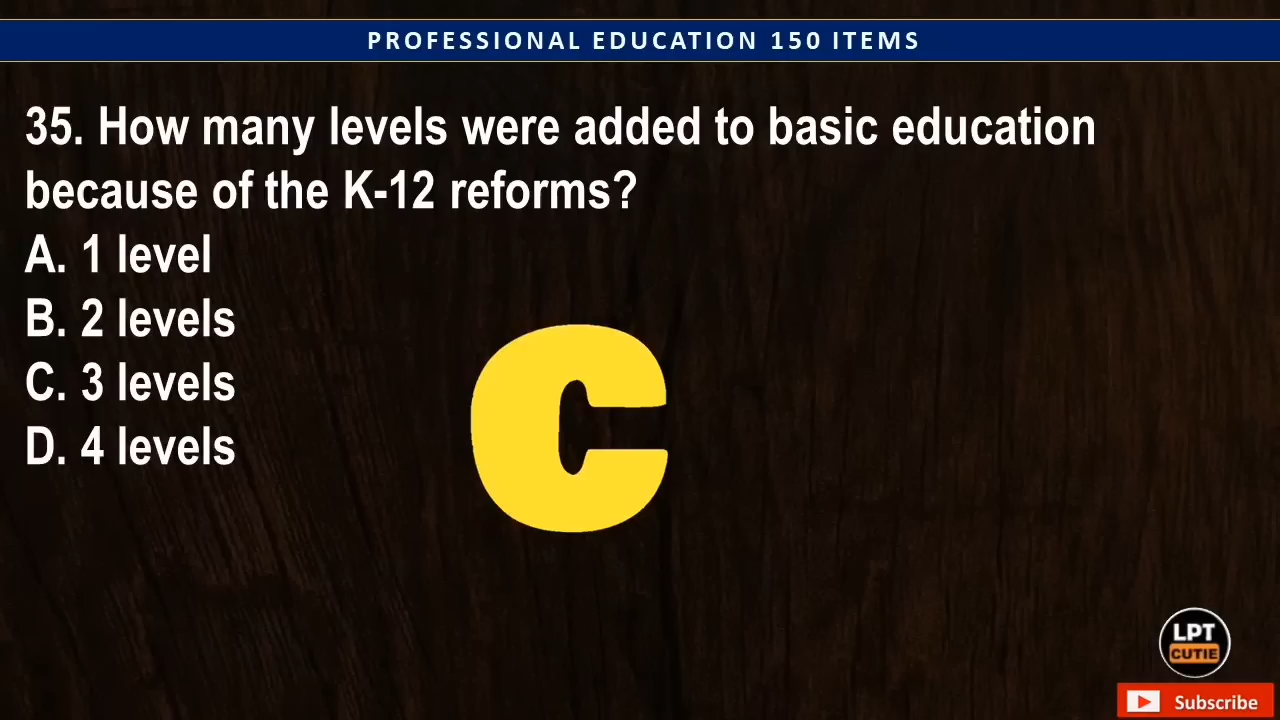 PROFESSIONAL EDUCATION 150 ITEMS
35. How many levels were added to basic education
because of the K-12 reforms?
A. 1 level
B. 2 levels
C. 3 levels
D. 4 levels
C
LPT
CUTIE
Subscribe